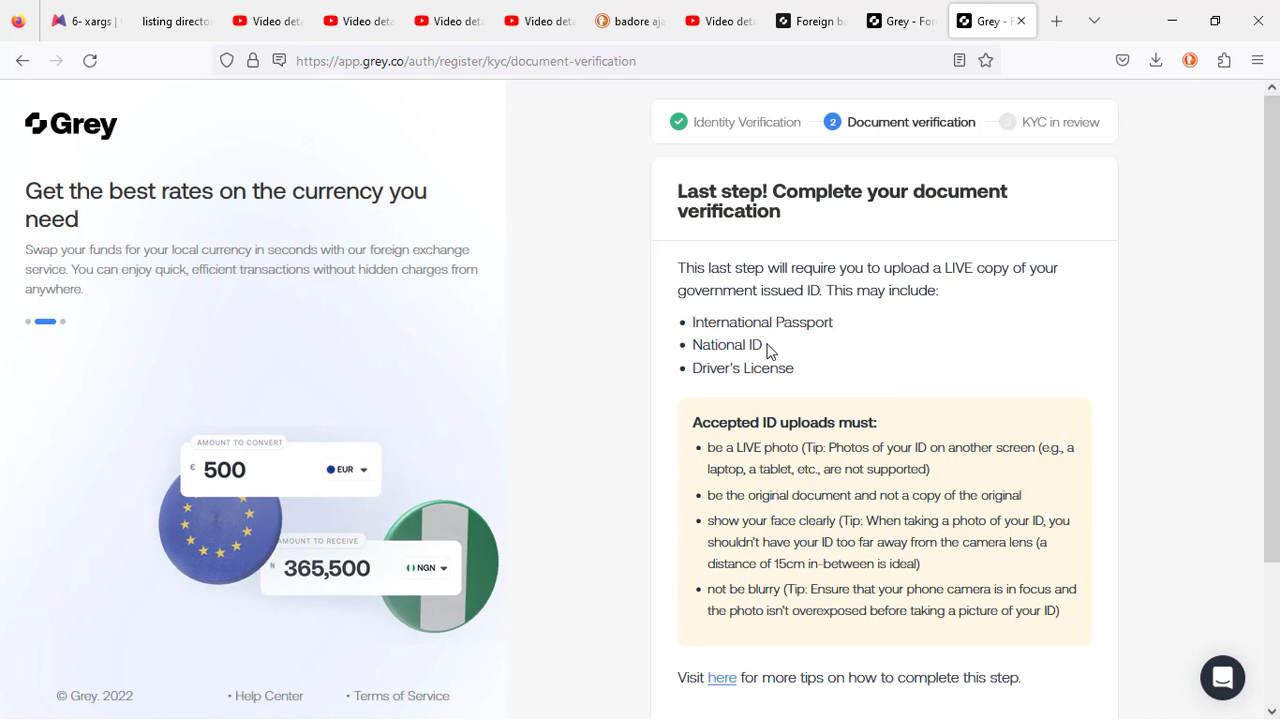 6- xargs |
listing directo
Video deta
Video deta
Video deta
Video deta
badore aja
Video deta
Foreign ba
Grey - For
Grey - F
https://app.grey.co/auth/register/kyc/document-verification
Grey
Get the best rates on the currency you
need
Swap your funds for your local currency in seconds with our foreign exchange
service. You can enjoy quick, efficient transactions without hidden charges from
anywhere.
AMOUNT TO CONVERT
€ 500
EUR
AMOUNT TO RECEIVE
₦ 365,500
NGN
© Grey. 2022
• Help Center
• Terms of Service
Identity Verification
2 Document verification
3 KYC in review
Last step! Complete your document
verification
This last step will require you to upload a LIVE copy of your
government issued ID. This may include:
• International Passport
• National ID
• Driver's License
Accepted ID uploads must:
• be a LIVE photo (Tip: Photos of your ID on another screen (e.g., a
laptop, a tablet, etc., are not supported)
• be the original document and not a copy of the original
• show your face clearly (Tip: When taking a photo of your ID, you
shouldn't have your ID too far away from the camera lens (a
distance of 15cm in-between is ideal)
• not be blurry (Tip: Ensure that your phone camera is in focus and
the photo isn't overexposed before taking a picture of your ID)
Visit here for more tips on how to complete this step.